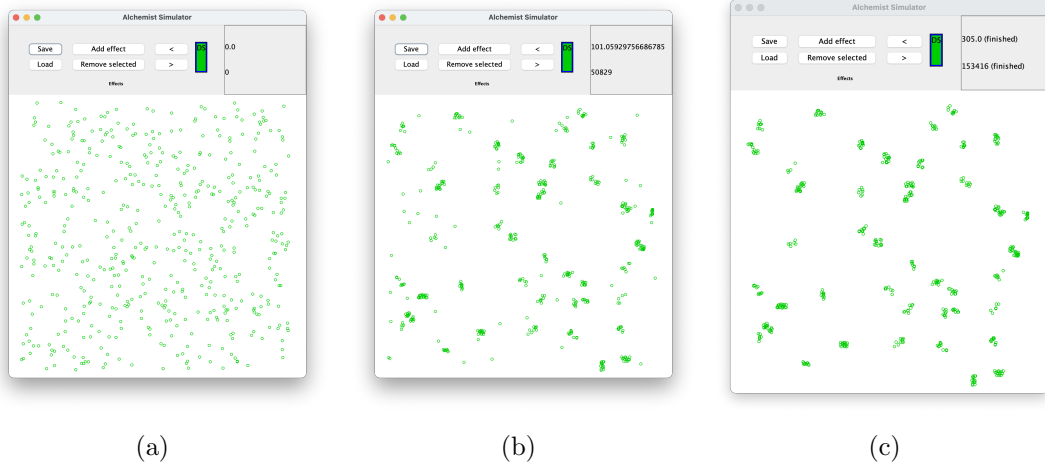 Alchemist Simulator
Save Add effect < DS 0.0
Load Remove selected > 0
Effects
(a)
Alchemist Simulator
Save Add effect < DS 101.05929756686785
Load Remove selected > 50829
Effects
(b)
Alchemist Simulator
Save Add effect < DS 305.0 (finished)
Load Remove selected > 153416 (finished)
Effects
(c)